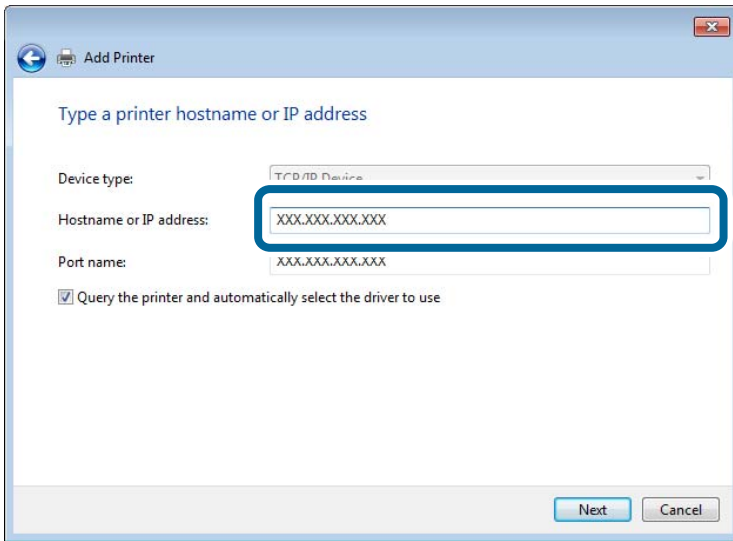 Add Printer
Type a printer hostname or IP address
Device type: TCP/IP Device
Hostname or IP address: XXX.XXX.XXX.XXX
Port name: XXX.XXX.XXX.XXX
Query the printer and automatically select the driver to use
Next Cancel